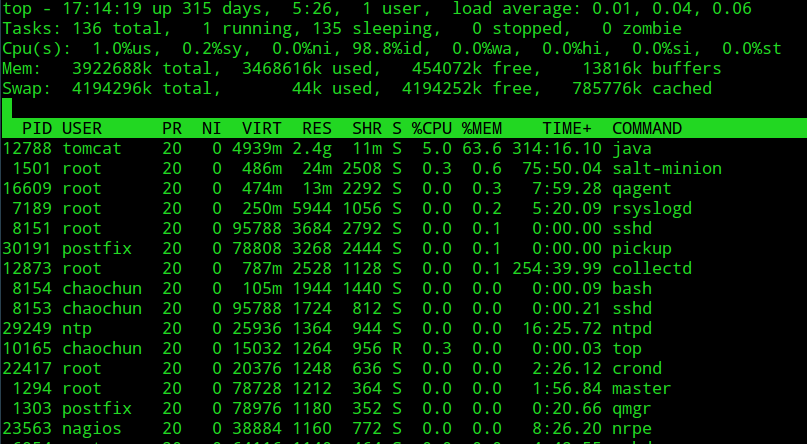 top - 17:14:19 up 315 days,  5:26,  1 user,  load average: 0.01, 0.04, 0.06
Tasks: 136 total,   1 running, 135 sleeping,   0 stopped,   0 zombie
Cpu(s):  1.0%us,  0.2%sy,  0.0%ni, 98.8%id,  0.0%wa,  0.0%hi,  0.0%si,  0.0%st
Mem:   3922688k total,  3468616k used,   454072k free,    13816k buffers
Swap:  4194296k total,       44k used,  4194252k free,   785776k cached
  PID USER      PR  NI  VIRT  RES  SHR S %CPU %MEM    TIME+  COMMAND
12788 tomcat    20   0 4939m 2.4g  11m S  5.0 63.6 314:16.10 java
 1501 root      20   0  486m  24m 2508 S  0.3  0.6  75:50.04 salt-minion
16609 root      20   0  474m  13m 2292 S  0.0  0.3   7:59.28 qagent
 7189 root      20   0  250m 5944 1056 S  0.0  0.2   5:20.09 rsyslogd
 8151 root      20   0 95788 3684 2792 S  0.0  0.1   0:00.00 sshd
30191 postfix   20   0 78808 3268 2444 S  0.0  0.1   0:00.00 pickup
12873 root      20   0  787m 2528 1128 S  0.0  0.1 254:39.99 collectd
 8154 chaochun  20   0  105m 1944 1440 S  0.0  0.0   0:00.09 bash
 8153 chaochun  20   0 95788 1724  812 S  0.0  0.0   0:00.21 sshd
29249 ntp       20   0 25936 1364  944 S  0.0  0.0  16:25.72 ntpd
10165 chaochun  20   0 15032 1264  956 R  0.3  0.0   0:00.03 top
22417 root      20   0 20376 1248  636 S  0.0  0.0   2:26.12 crond
 1294 root      20   0 78728 1212  364 S  0.0  0.0   1:56.84 master
 1303 postfix   20   0 78976 1180  352 S  0.0  0.0   0:20.66 qmgr
23563 nagios    20   0 38884 1160  772 S  0.0  0.0   8:26.20 nrpe